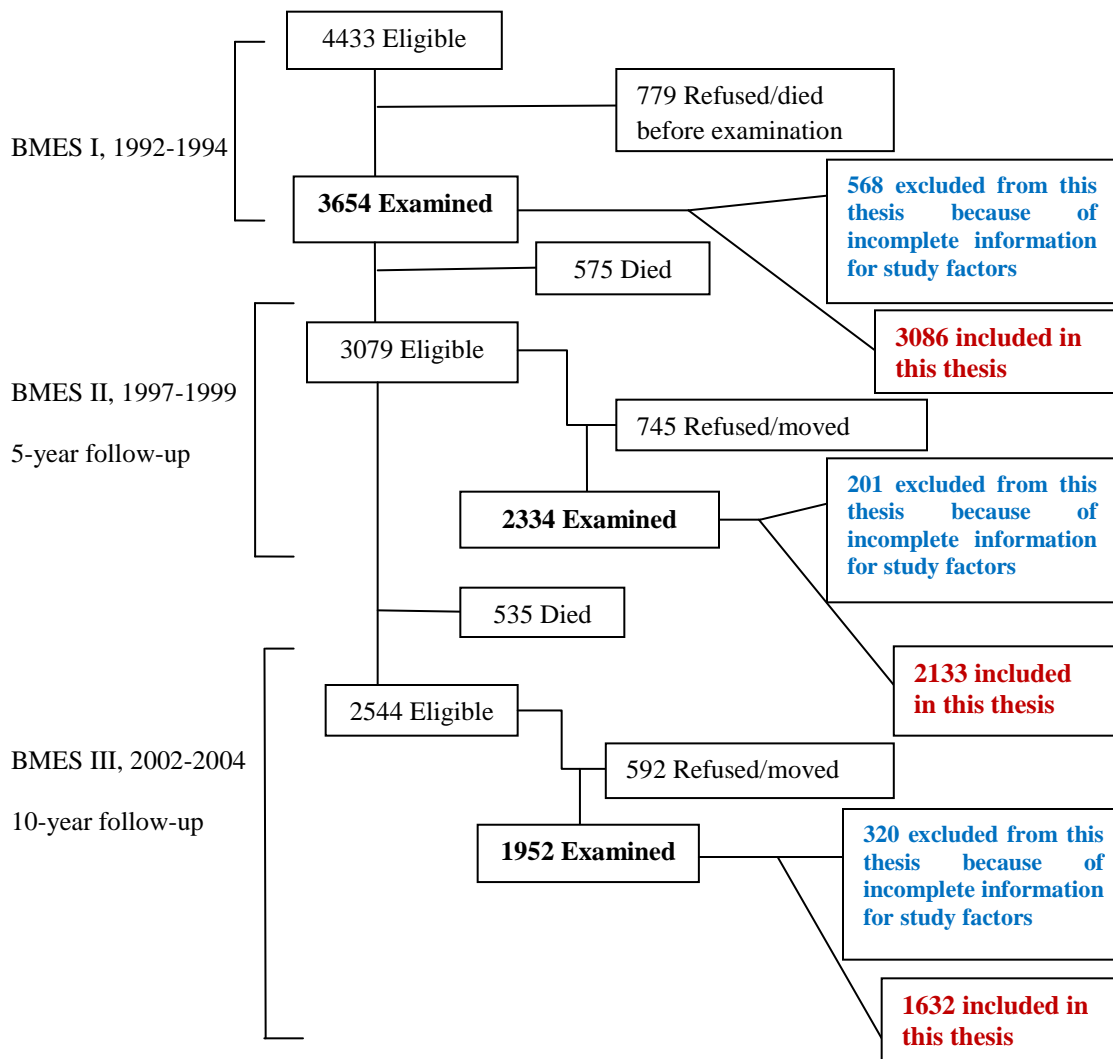 4433 Eligible
779 Refused/died
before examination
BMES I, 1992-1994
3654 Examined
568 excluded from this
thesis because of
incomplete information
for study factors
575 Died
3086 included in
this thesis
3079 Eligible
BMES II, 1997-1999
5-year follow-up
745 Refused/moved
2334 Examined
201 excluded from this
thesis because of
incomplete information
for study factors
535 Died
2133 included
in this thesis
2544 Eligible
BMES III, 2002-2004
10-year follow-up
592 Refused/moved
1952 Examined
320 excluded from this
thesis because of
incomplete information
for study factors
1632 included in
this thesis